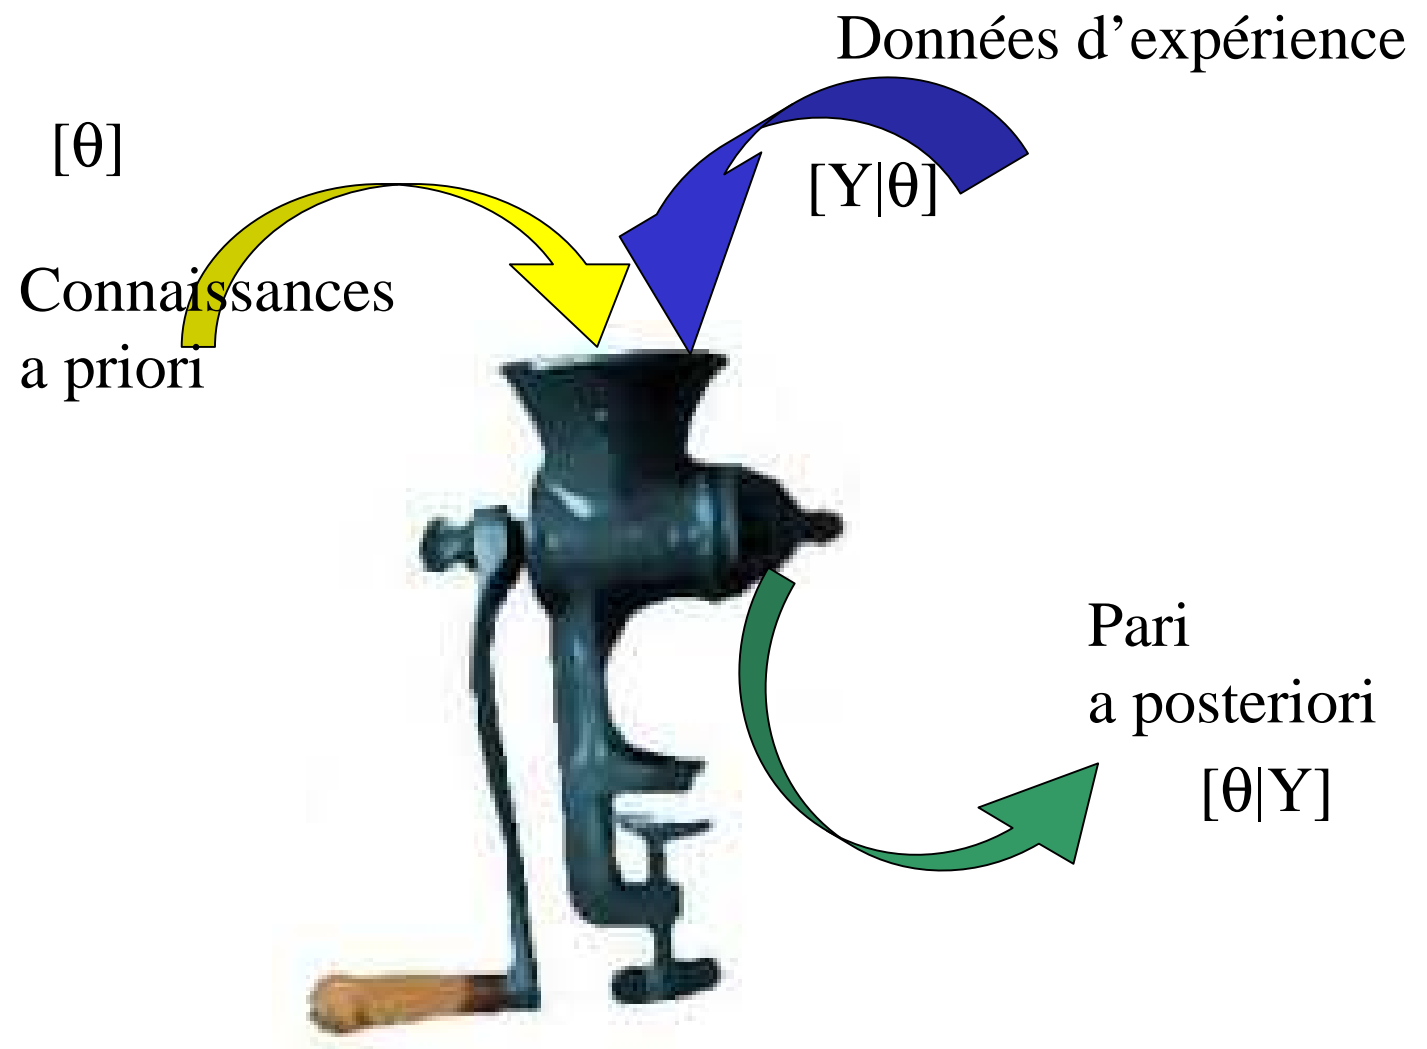 Données d’expérience
[θ]
[Y|θ]
Connaissances
a priori
Pari
a posteriori
[θ|Y]